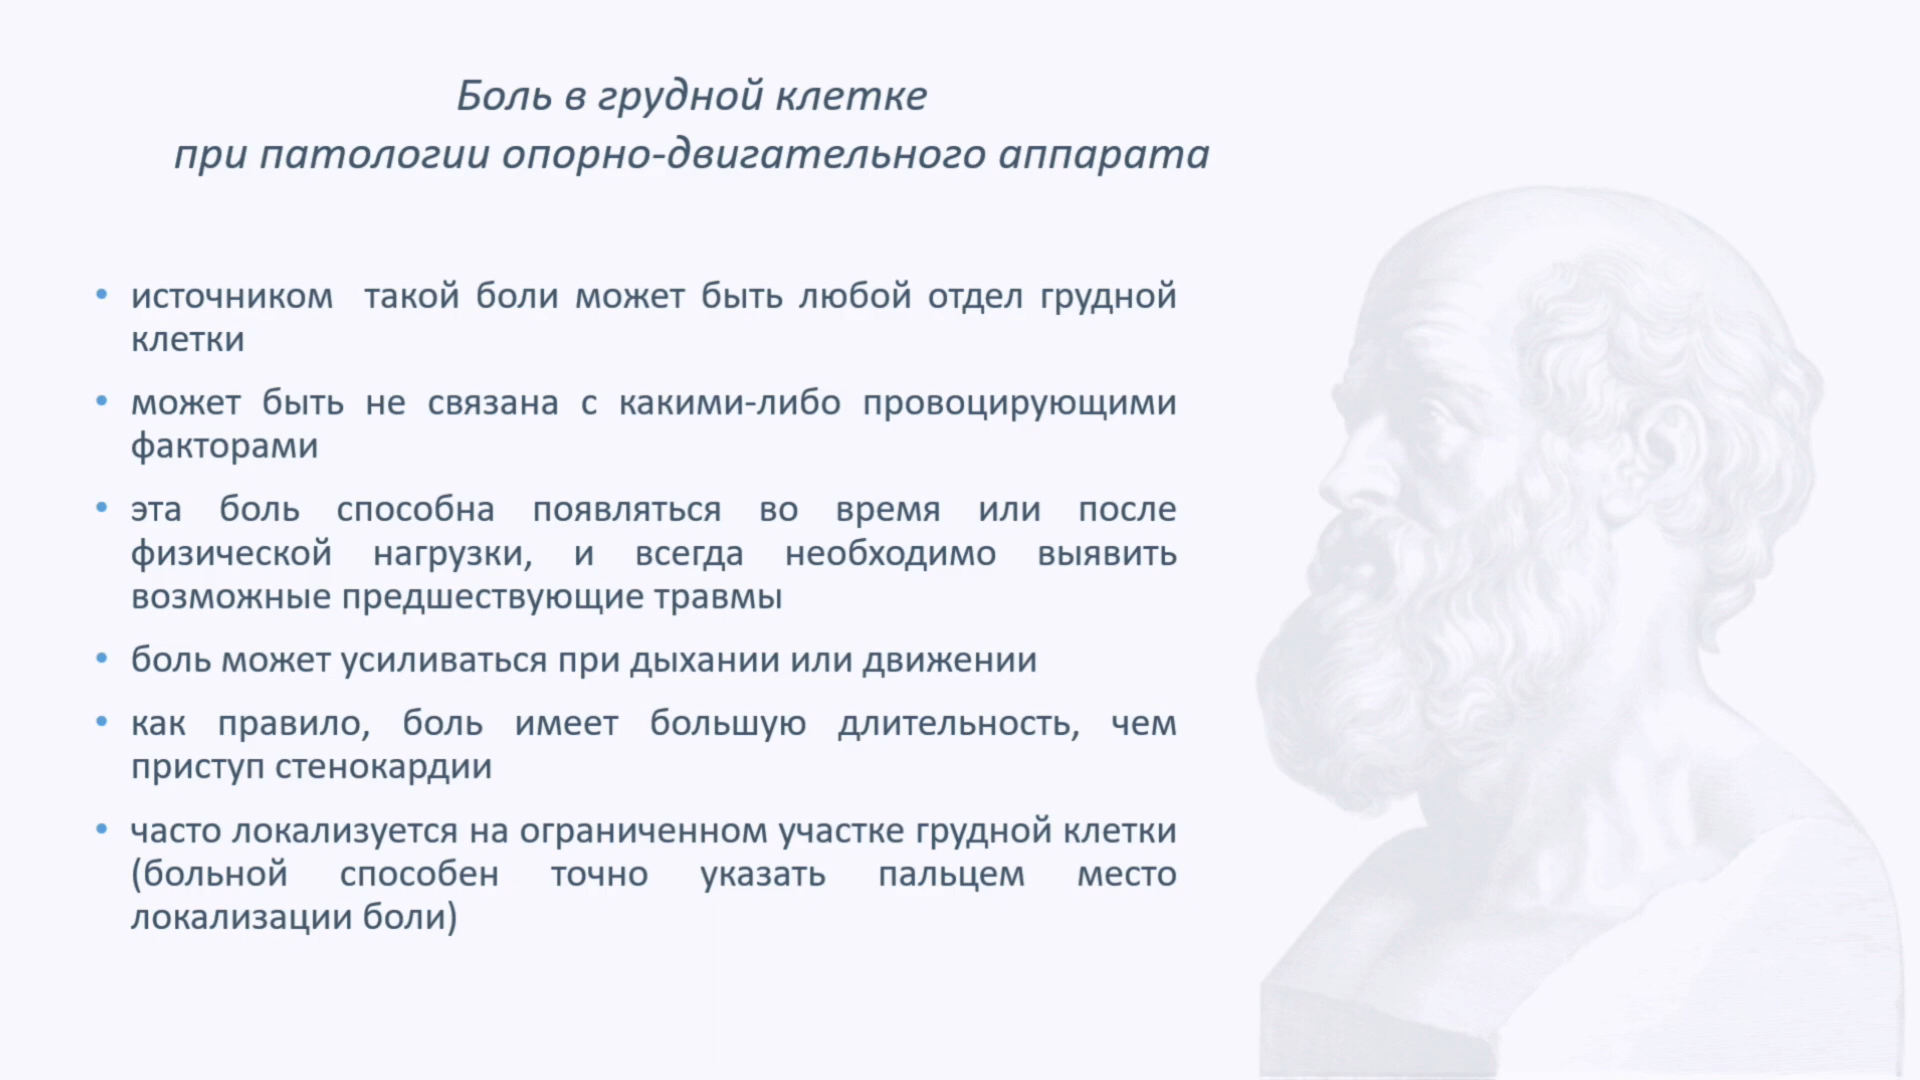 Боль в грудной клетке
при патологии опорно-двигательного аппарата
• источником такой боли может быть любой отдел грудной
клетки
• может быть не связана с какими-либо провоцирующими
факторами
• эта боль способна появляться во время или после
физической нагрузки, и всегда необходимо выявить
возможные предшествующие травмы
• боль может усиливаться при дыхании или движении
• как правило, боль имеет большую длительность, чем
приступ стенокардии
• часто локализуется на ограниченном участке грудной клетки
(больной способен точно указать пальцем место
локализации боли)